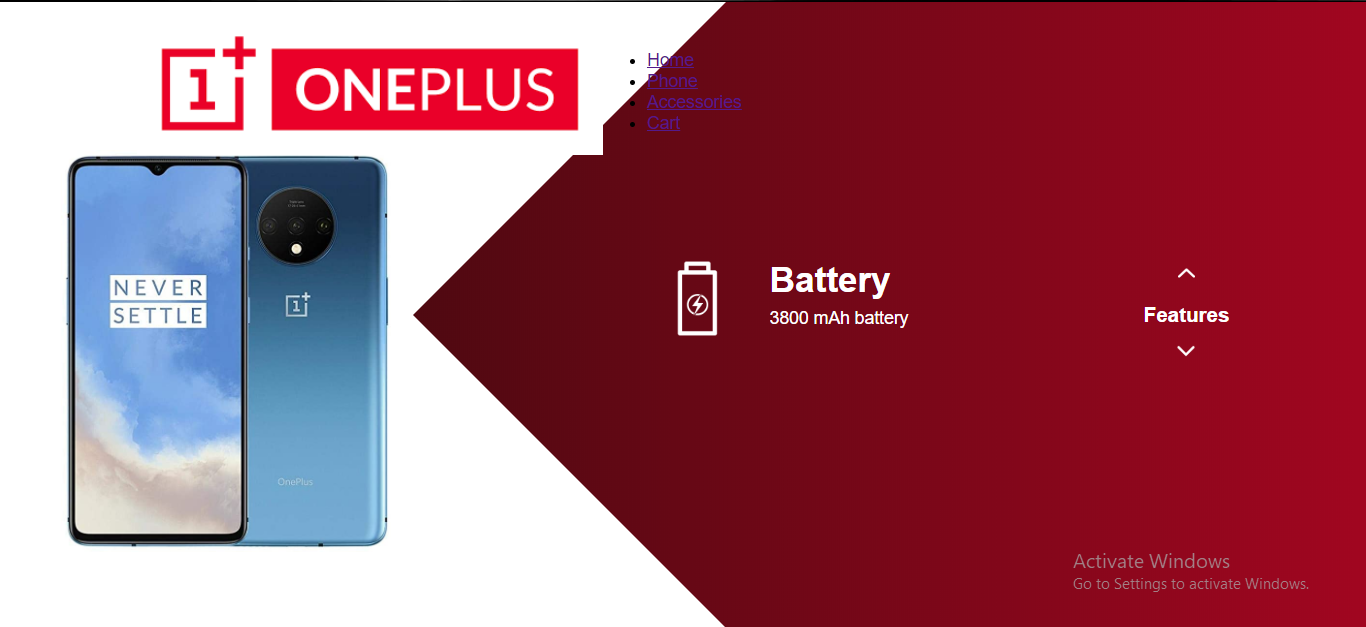 1+ ONEPLUS
Home
Phone
Accessories
Cart
NEVER
SETTLE
1+
OnePlus
Battery
3800 mAh battery
Features
Activate Windows
Go to Settings to activate Windows.